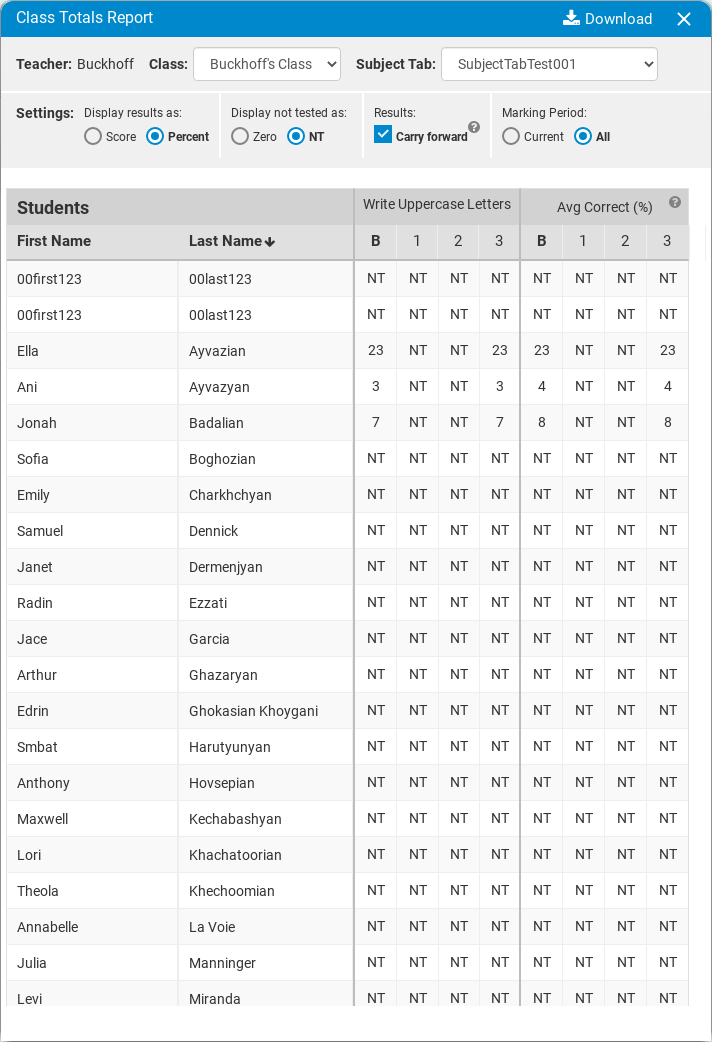 Class Totals Report Download
Teacher: Buckhoff Class: Buckhoff's Class Subject Tab: SubjectTabTest001
Settings: Display results as: Display not tested as: Results: Marking Period:
Score Percent Zero NT Carry forward ? Current All
Students Write Uppercase Letters Avg Correct (%) ?
First Name Last Name B 1 2 3 B 1 2 3
00first123 00last123 NT NT NT NT NT NT NT NT
00first123 00last123 NT NT NT NT NT NT NT NT
Ella Ayvazian 23 NT NT 23 23 NT NT 23
Ani Ayvazyan 3 NT NT 3 4 NT NT 4
Jonah Badalian 7 NT NT 7 8 NT NT 8
Sofia Boghozian NT NT NT NT NT NT NT NT
Emily Charkhchyan NT NT NT NT NT NT NT NT
Samuel Dennick NT NT NT NT NT NT NT NT
Janet Dermenjyan NT NT NT NT NT NT NT NT
Radin Ezzati NT NT NT NT NT NT NT NT
Jace Garcia NT NT NT NT NT NT NT NT
Arthur Ghazaryan NT NT NT NT NT NT NT NT
Edrin Ghokasian Khoygani NT NT NT NT NT NT NT NT
Smbat Harutyunyan NT NT NT NT NT NT NT NT
Anthony Hovsepian NT NT NT NT NT NT NT NT
Maxwell Kechabashyan NT NT NT NT NT NT NT NT
Lori Khachatoorian NT NT NT NT NT NT NT NT
Theola Khechoomian NT NT NT NT NT NT NT NT
Annabelle La Voie NT NT NT NT NT NT NT NT
Julia Manninger NT NT NT NT NT NT NT NT
Levi Miranda NT NT NT NT NT NT NT NT